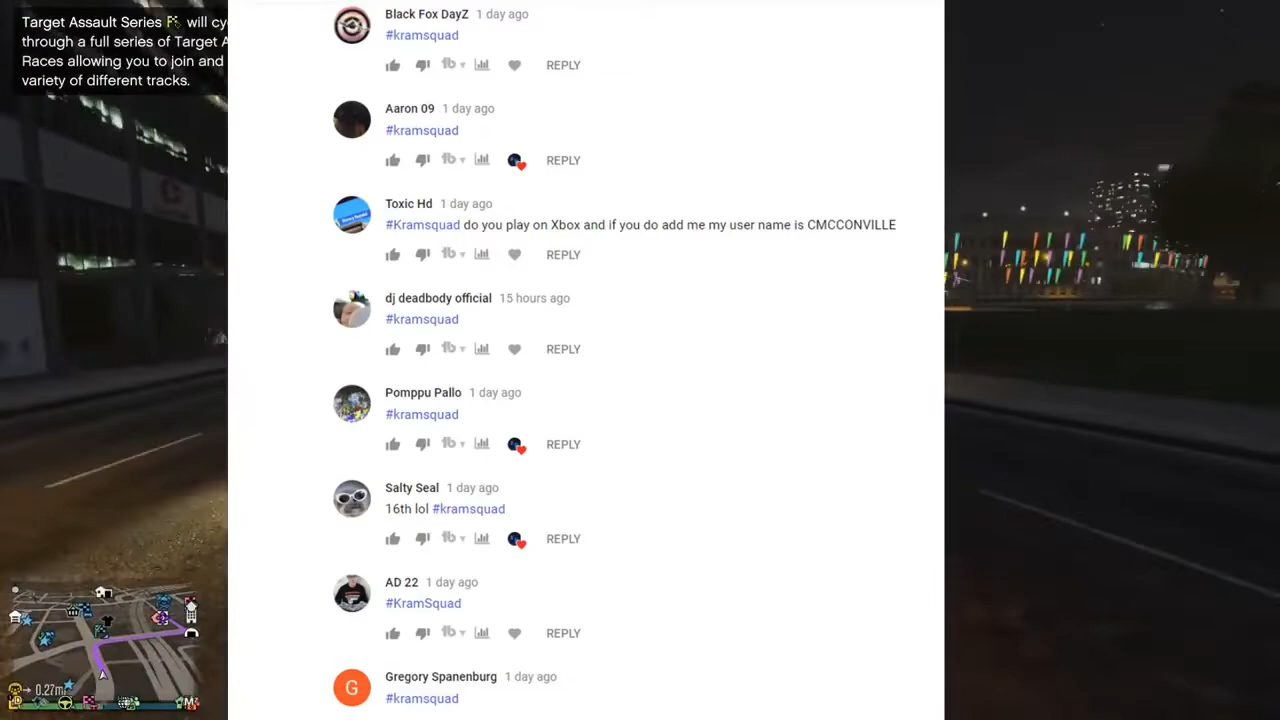 Target Assault Series will cy
through a full series of Target A
Races allowing you to join and
variety of different tracks.
Black Fox DayZ 1 day ago
#kramsquad
REPLY
Aaron 09 1 day ago
#kramsquad
REPLY
Toxic Hd 1 day ago
#Kramsquad do you play on Xbox and if you do add me my user name is CMCCONVILLE
REPLY
dj deadbody official 15 hours ago
#kramsquad
REPLY
Pomppu Pallo 1 day ago
#kramsquad
REPLY
Salty Seal 1 day ago
16th lol #kramsquad
REPLY
AD 22 1 day ago
#KramSquad
REPLY
G
Gregory Spanenburg 1 day ago
#kramsquad
0.27mi